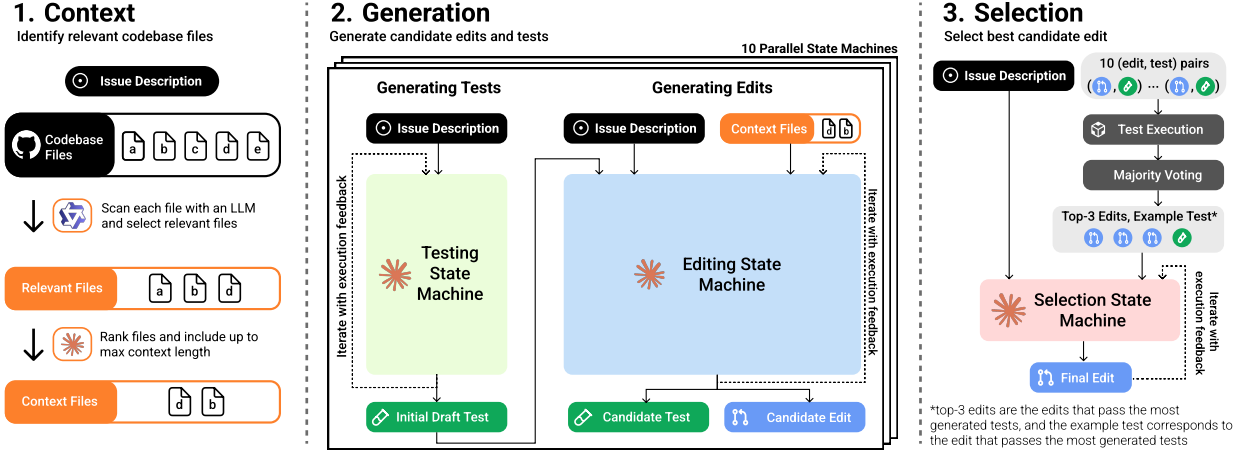 1. Context
Identify relevant codebase files
Issue Description
Codebase
Files
a b c d e
Scan each file with an LLM
and select relevant files
Relevant Files
a b d
Rank files and include up to
max context length
Context Files
d b
2. Generation
Generate candidate edits and tests
10 Parallel State Machines
Generating Tests
Issue Description
Iterate with execution feedback
Testing
State
Machine
Initial Draft Test
Generating Edits
Issue Description
Context Files
d b
Editing State
Machine
Iterate with execution feedback
Candidate Test
Candidate Edit
3. Selection
Select best candidate edit
Issue Description
10 (edit, test) pairs
( , ) ... ( , )
Test Execution
Majority Voting
Top-3 Edits, Example Test*
Selection State
Machine
Iterate with
execution feedback
Final Edit
*top-3 edits are the edits that pass the most
generated tests, and the example test corresponds to
the edit that passes the most generated tests